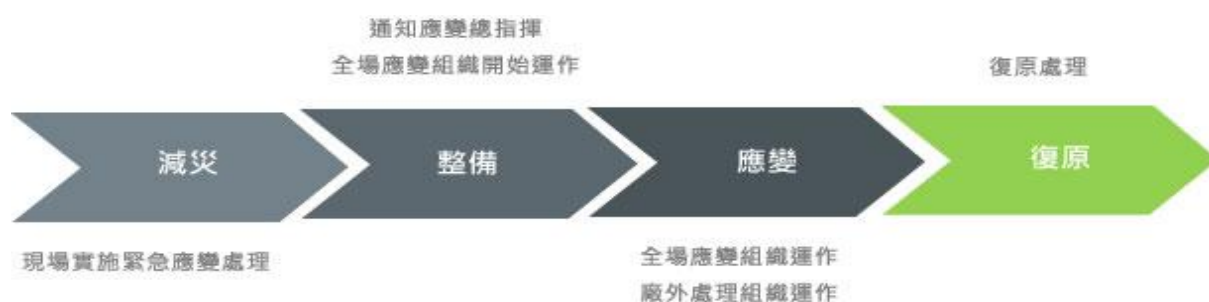 通知應變總指揮
全場應變組織開始運作
復原處理
減災
整備
應變
復原
現場實施緊急應變處理
全場應變組織運作
廠外處理組織運作